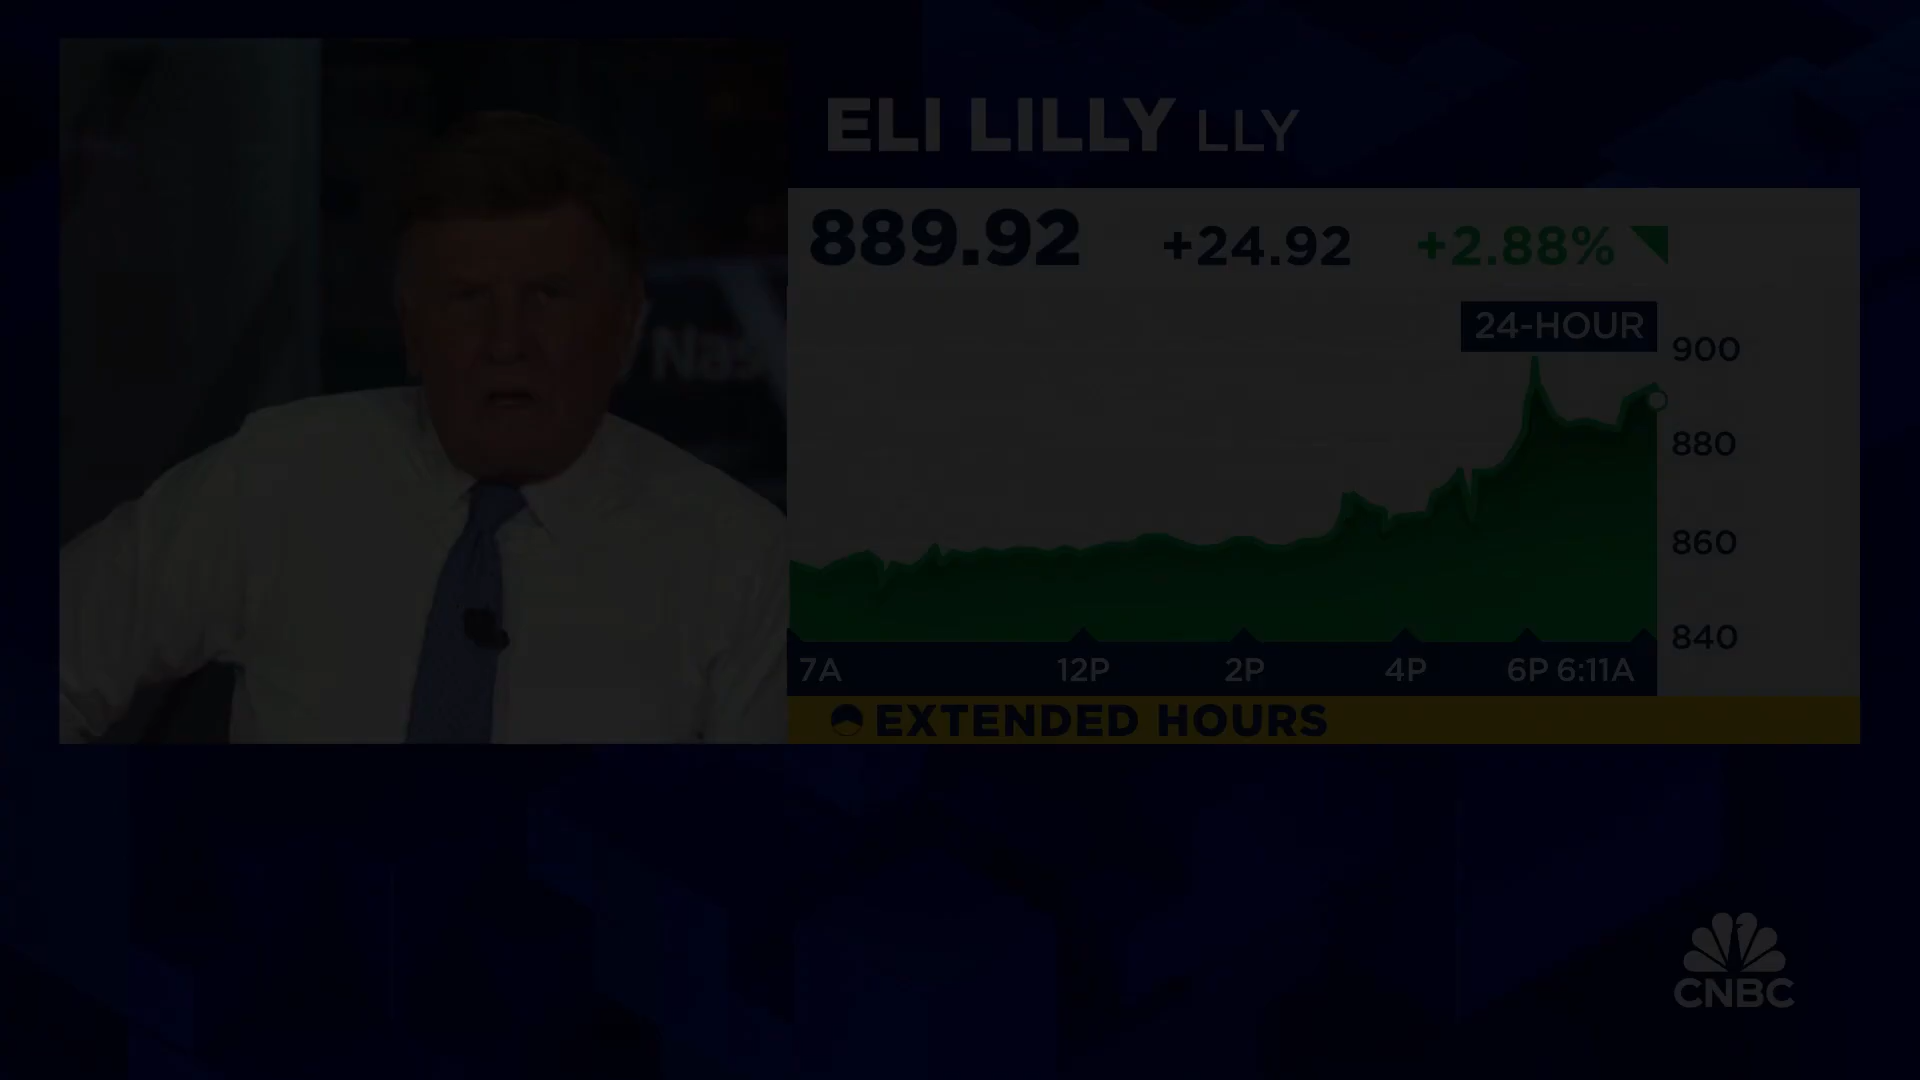 ELI LILLY LLY
889.92 +24.92 +2.88%
24-HOUR
900
880
860
840
7A 12P 2P 4P 6P 6:11A
EXTENDED HOURS
CNBC